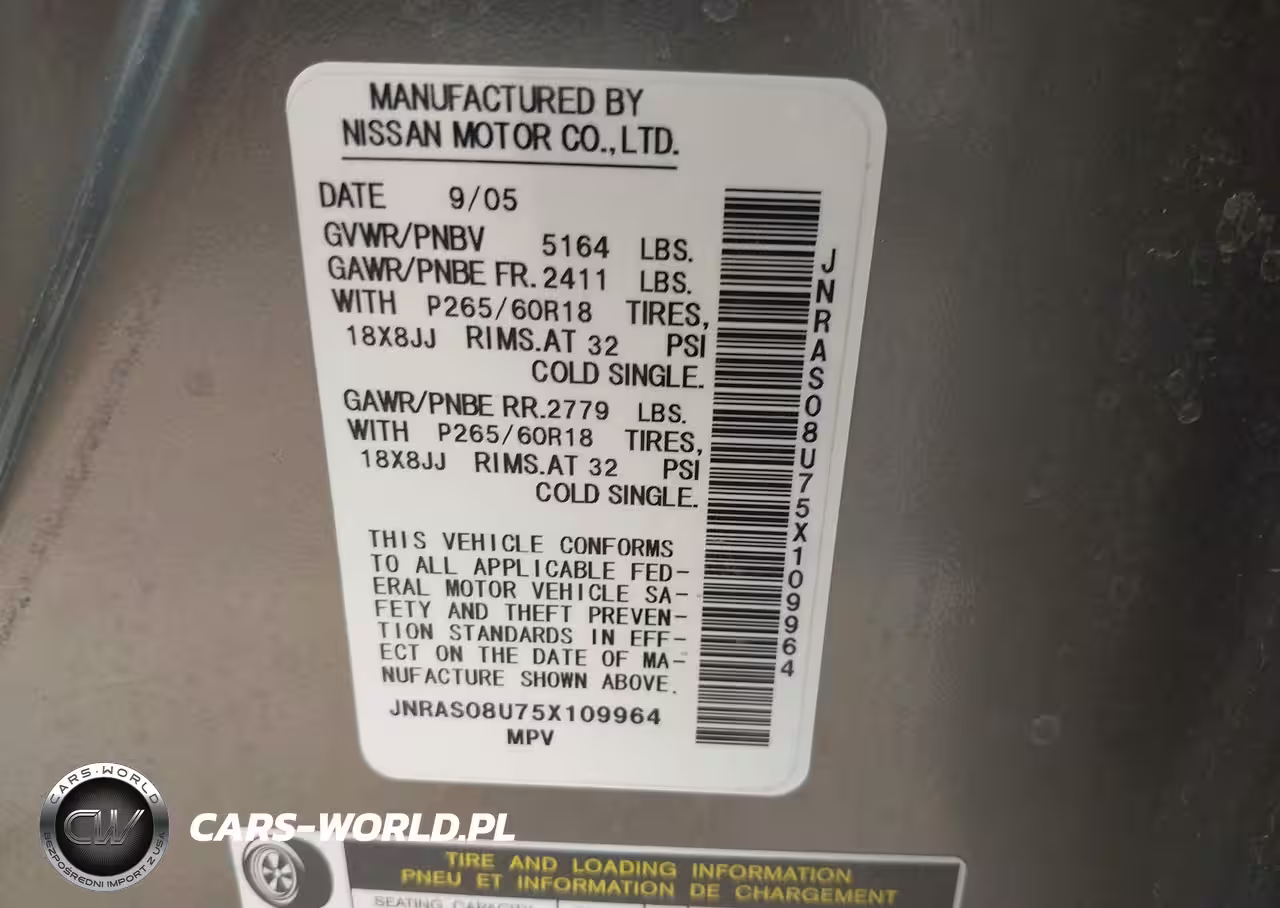 MANUFACTURED BY
NISSAN MOTOR CO.,LTD.
DATE 9/05
GVWR/PNBV 5164 LBS.
GAWR/PNBE FR. 2411 LBS.
WITH P265/60R18 TIRES,
18X8JJ RIMS.AT 32 PSI
COLD SINGLE.
GAWR/PNBE RR.2779 LBS.
WITH P265/60R18 TIRES,
18X8JJ RIMS.AT 32 PSI
COLD SINGLE.
THIS VEHICLE CONFORMS
TO ALL APPLICABLE FED-
ERAL MOTOR VEHICLE SA-
FETY AND THEFT PREVEN-
TION STANDARDS IN EFF-
ECT ON THE DATE OF MA-
NUFACTURE SHOWN ABOVE.
JNRAS08U75X109964
MPV
JNRAS08U75X109964
CARS-WORLD
CW
BEZPOŚREDNI IMPORT Z USA
CARS-WORLD.PL
TIRE AND LOADING INFORMATION
PNEU ET INFORMATION DE CHARGEMENT
SEATING CAPACITY